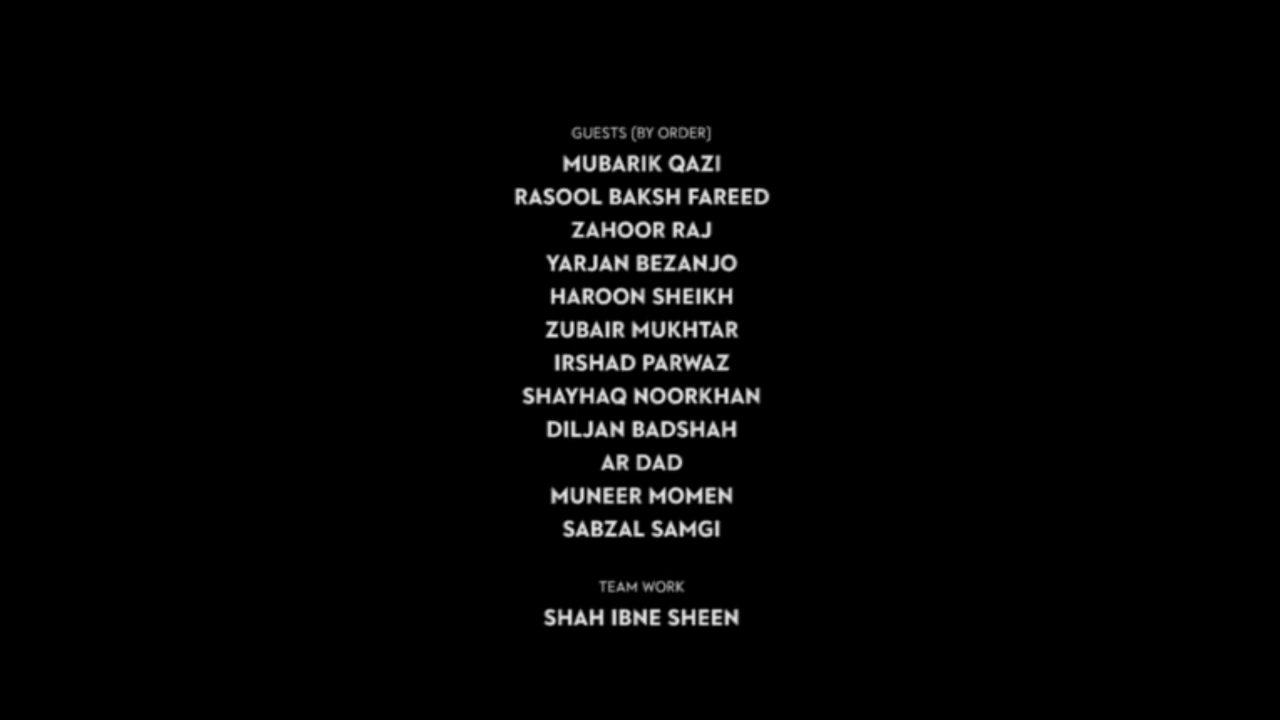 GUESTS (BY ORDER)
MUBARIK QAZI
RASOOL BAKSH FAREED
ZAHOOR RAJ
YARJAN BEZANJO
HAROON SHEIKH
ZUBAIR MUKHTAR
IRSHAD PARWAZ
SHAYHAQ NOORKHAN
DILJAN BADSHAH
AR DAD
MUNEER MOMEN
SABZAL SAMGI
TEAM WORK
SHAH IBNE SHEEN